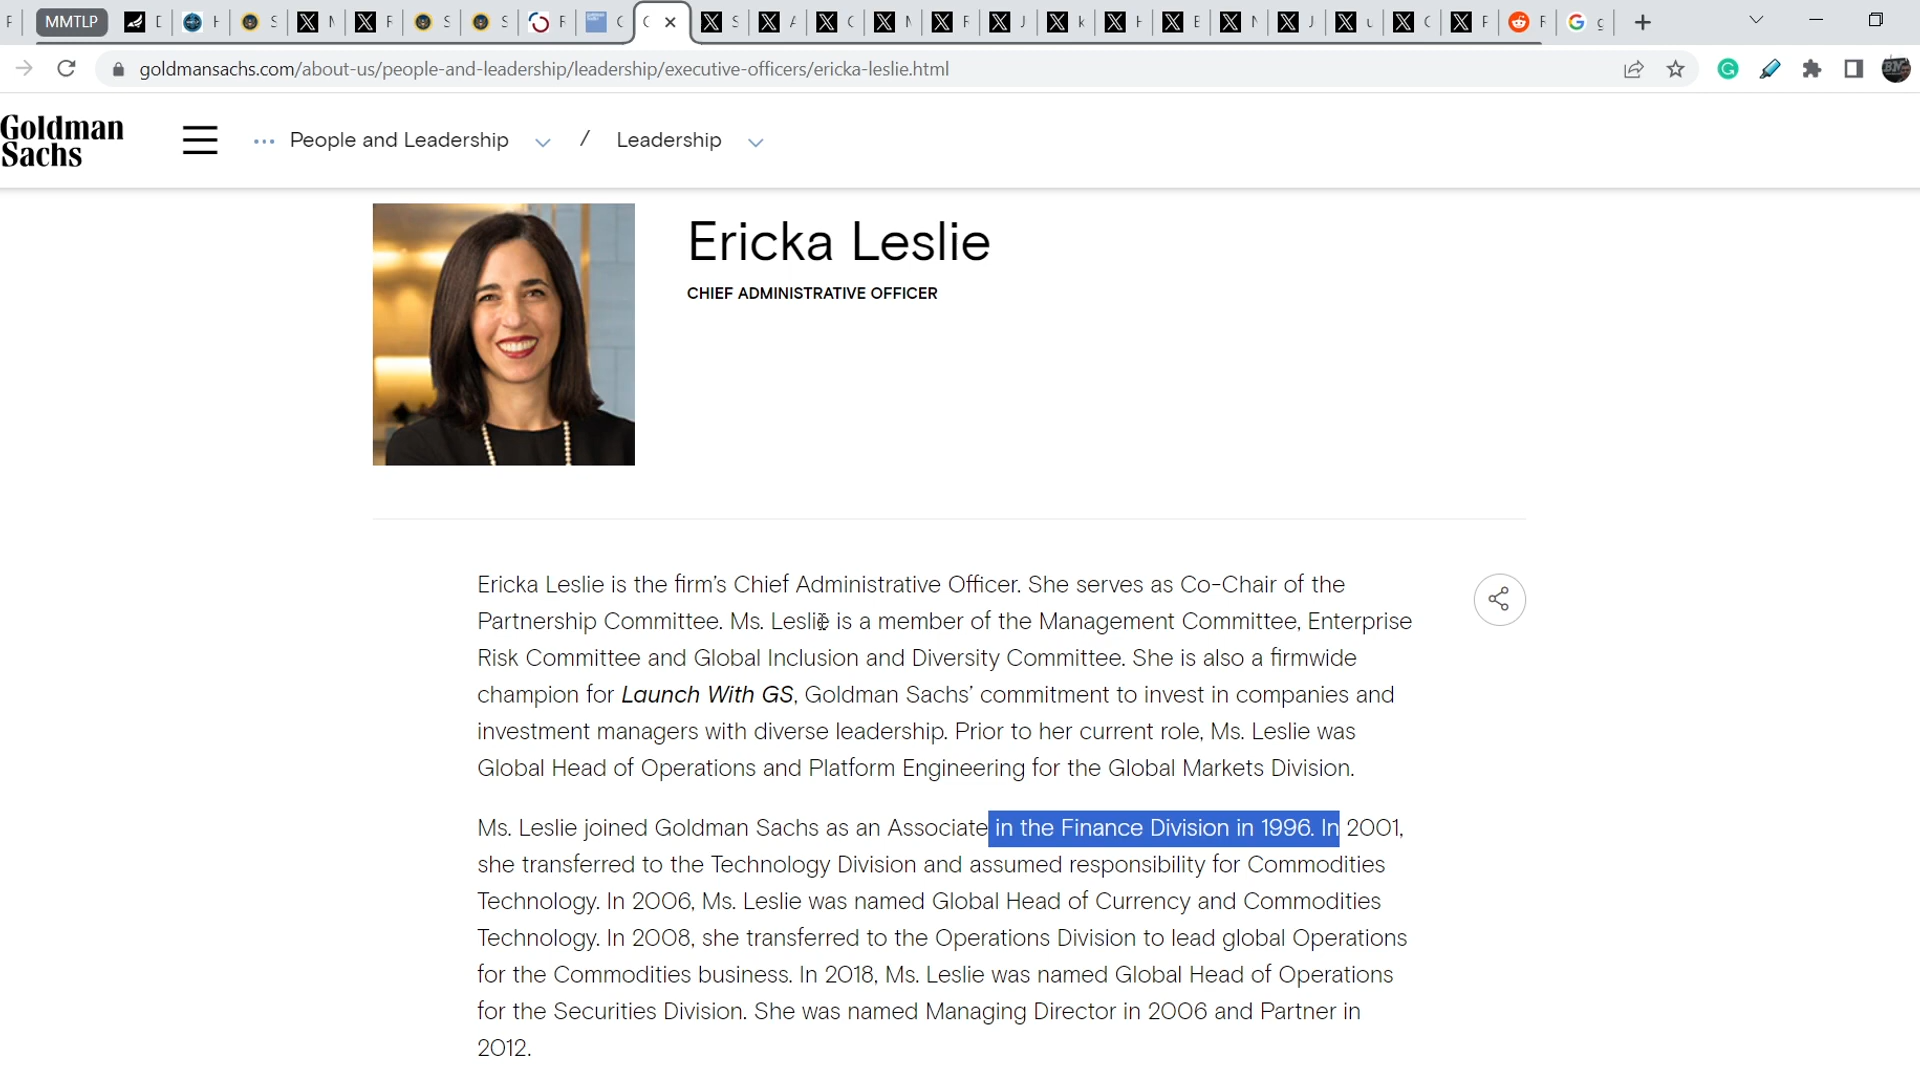 MMTLP
goldmansachs.com/about-us/people-and-leadership/leadership/executive-officers/ericka-leslie.html
Goldman
Sachs
People and Leadership / Leadership
Ericka Leslie
CHIEF ADMINISTRATIVE OFFICER
Ericka Leslie is the firm’s Chief Administrative Officer. She serves as Co-Chair of the
Partnership Committee. Ms. Leslie is a member of the Management Committee, Enterprise
Risk Committee and Global Inclusion and Diversity Committee. She is also a firmwide
champion for Launch With GS, Goldman Sachs’ commitment to invest in companies and
investment managers with diverse leadership. Prior to her current role, Ms. Leslie was
Global Head of Operations and Platform Engineering for the Global Markets Division.
Ms. Leslie joined Goldman Sachs as an Associate in the Finance Division in 1996. In 2001,
she transferred to the Technology Division and assumed responsibility for Commodities
Technology. In 2006, Ms. Leslie was named Global Head of Currency and Commodities
Technology. In 2008, she transferred to the Operations Division to lead global Operations
for the Commodities business. In 2018, Ms. Leslie was named Global Head of Operations
for the Securities Division. She was named Managing Director in 2006 and Partner in
2012.